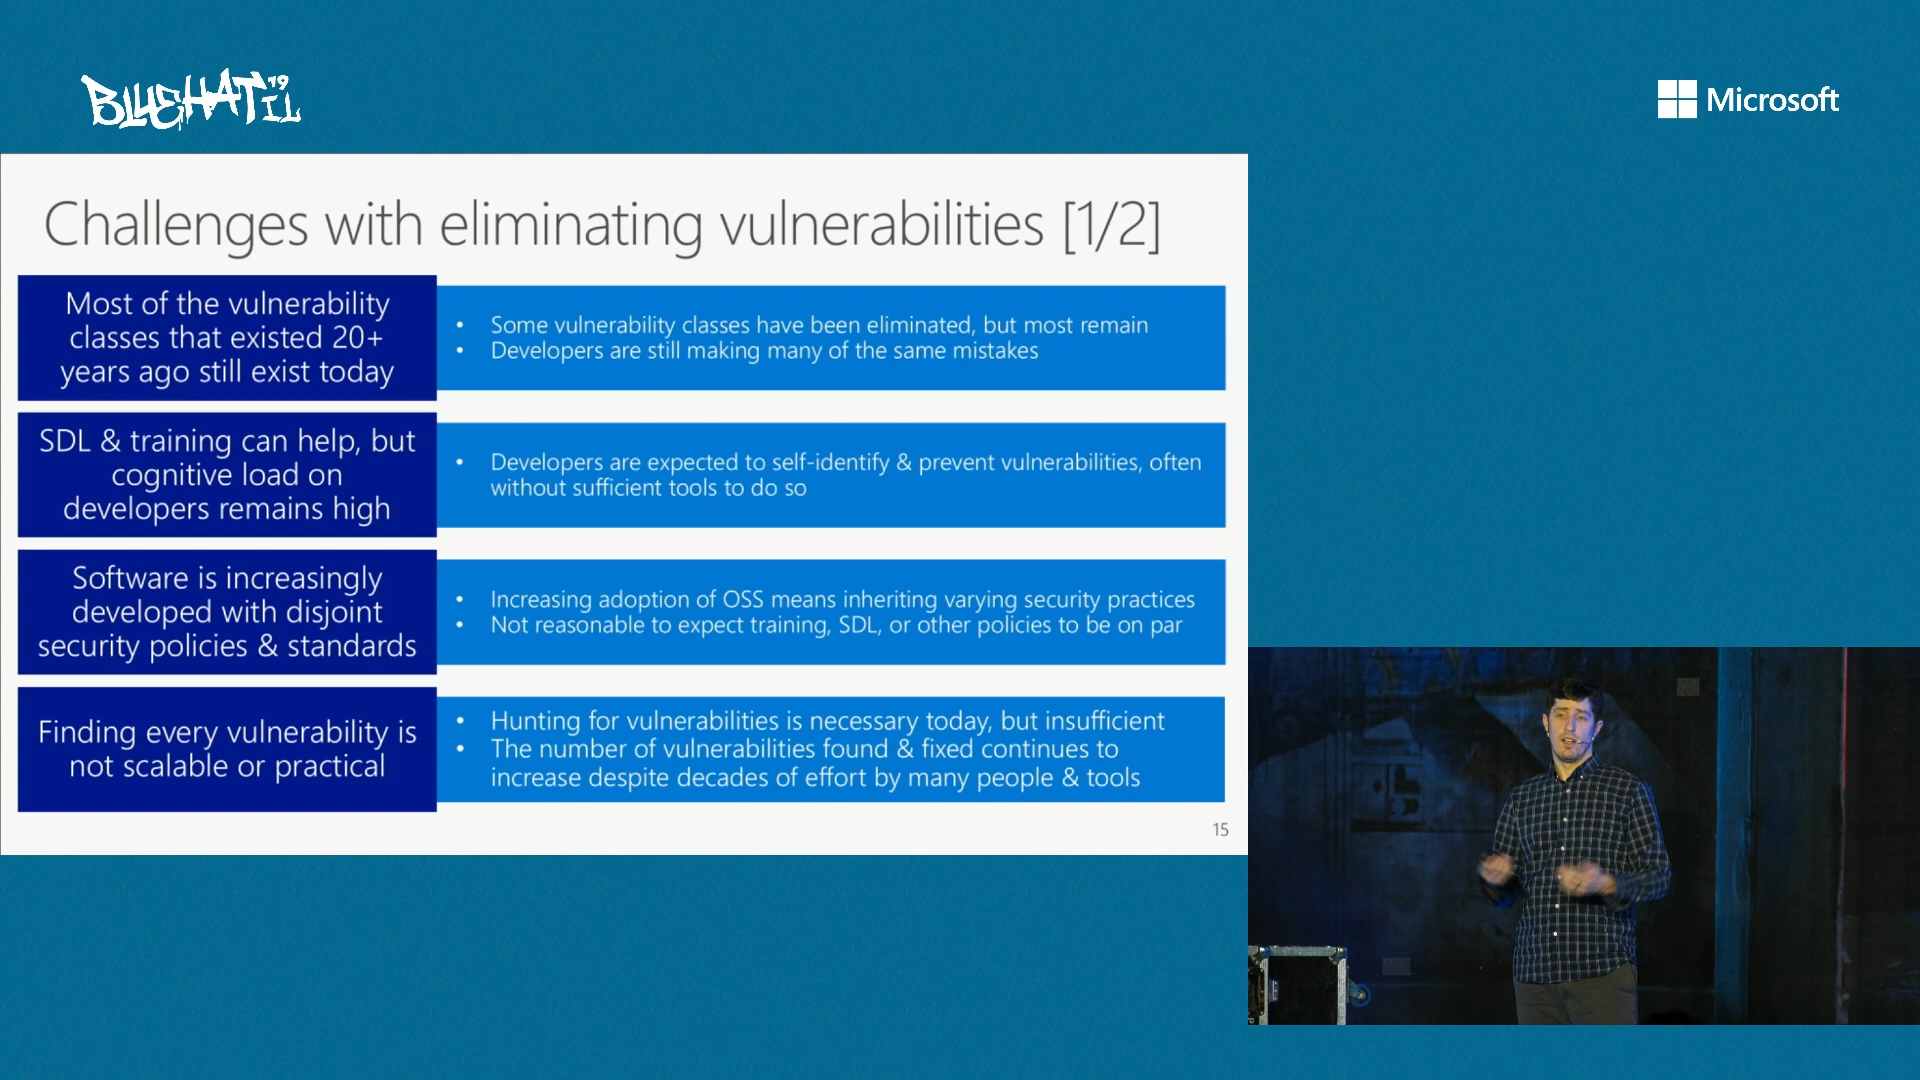 BLUEHAT IL 19
Microsoft
Challenges with eliminating vulnerabilities [1/2]
Most of the vulnerability
classes that existed 20+
years ago still exist today
• Some vulnerability classes have been eliminated, but most remain
• Developers are still making many of the same mistakes
SDL & training can help, but
cognitive load on
developers remains high
• Developers are expected to self-identify & prevent vulnerabilities, often
without sufficient tools to do so
Software is increasingly
developed with disjoint
security policies & standards
• Increasing adoption of OSS means inheriting varying security practices
• Not reasonable to expect training, SDL, or other policies to be on par
Finding every vulnerability is
not scalable or practical
• Hunting for vulnerabilities is necessary today, but insufficient
• The number of vulnerabilities found & fixed continues to
increase despite decades of effort by many people & tools
15